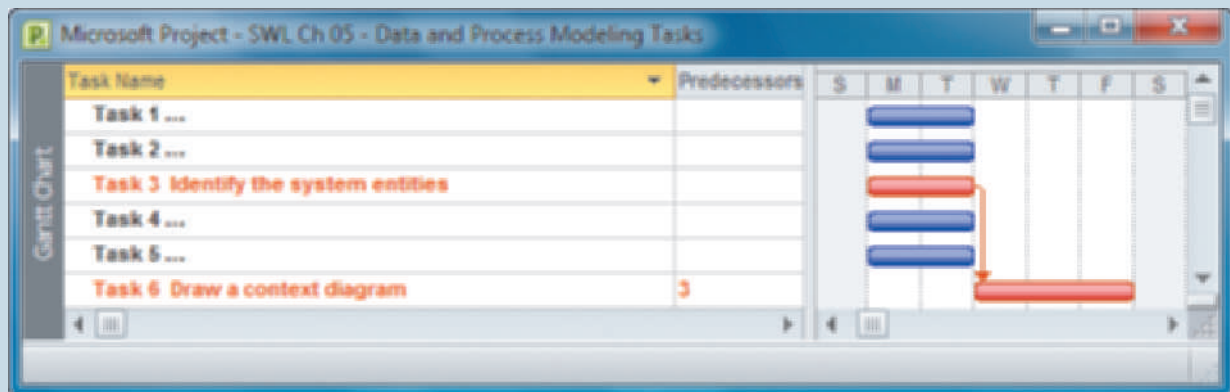 Microsoft Project - SWL Ch 05 - Data and Process Modeling Tasks
Task Name Predecessors S M T W T F S
Task 1 ...
Task 2 ...
Task 3 Identify the system entities
Task 4 ...
Task 5 ...
Task 6 Draw a context diagram 3
Gantt Chart